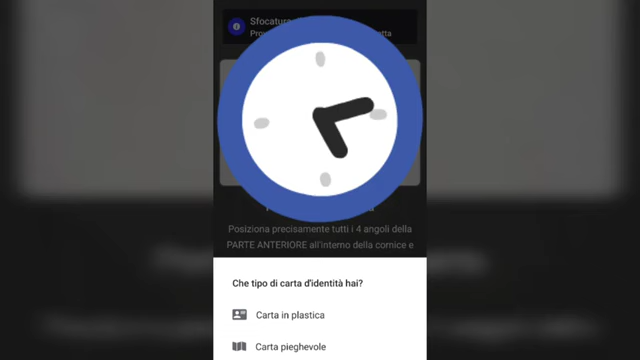 Sfocatura
Posiziona precisamente tutti i 4 angoli della
PARTE ANTERIORE all'interno della cornice e
Che tipo di carta d'identità hai?
Carta in plastica
Carta pieghevole